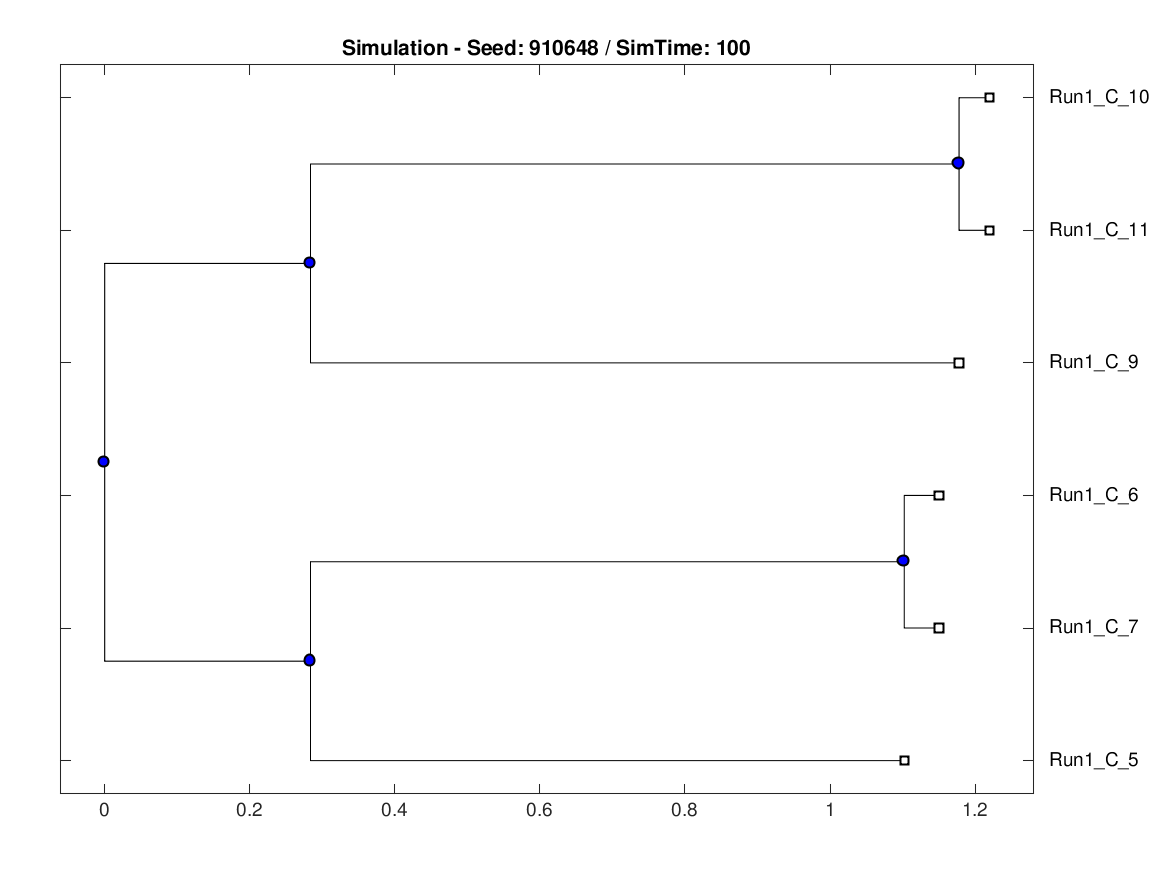 Simulation - Seed: 910648 / SimTime: 100
Run1_C_10
Run1_C_11
Run1_C_9
Run1_C_6
Run1_C_7
Run1_C_5
0 0.2 0.4 0.6 0.8 1 1.2